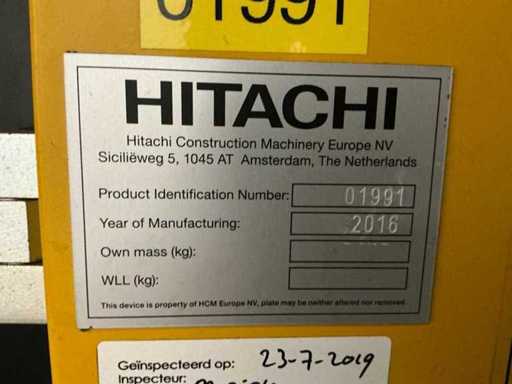 01991
HITACHI
Hitachi Construction Machinery Europe NV
Siciliëweg 5, 1045 AT Amsterdam, The Netherlands
Product Identification Number: 01991
Year of Manufacturing: 2016
Own mass (kg):
WLL (kg):
This device is property of HCM Europe NV, plate may be neither altered nor removed.
Geïnspecteerd op: 23-7-2019
Inspecteur: